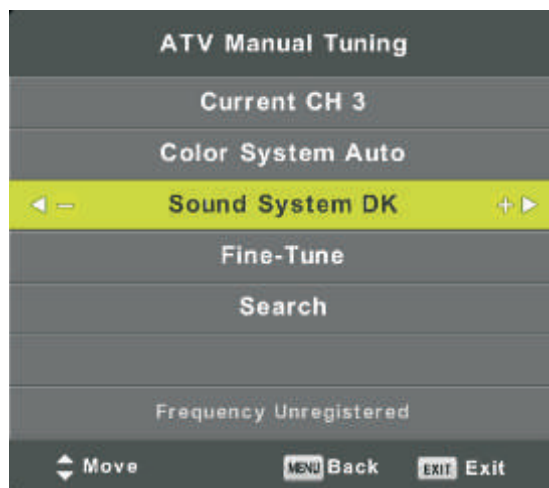 ATV Manual Tuning
Current CH 3
Color System Auto
− Sound System DK +
Fine-Tune
Search
Frequency Unregistered
Move MENU Back EXIT Exit